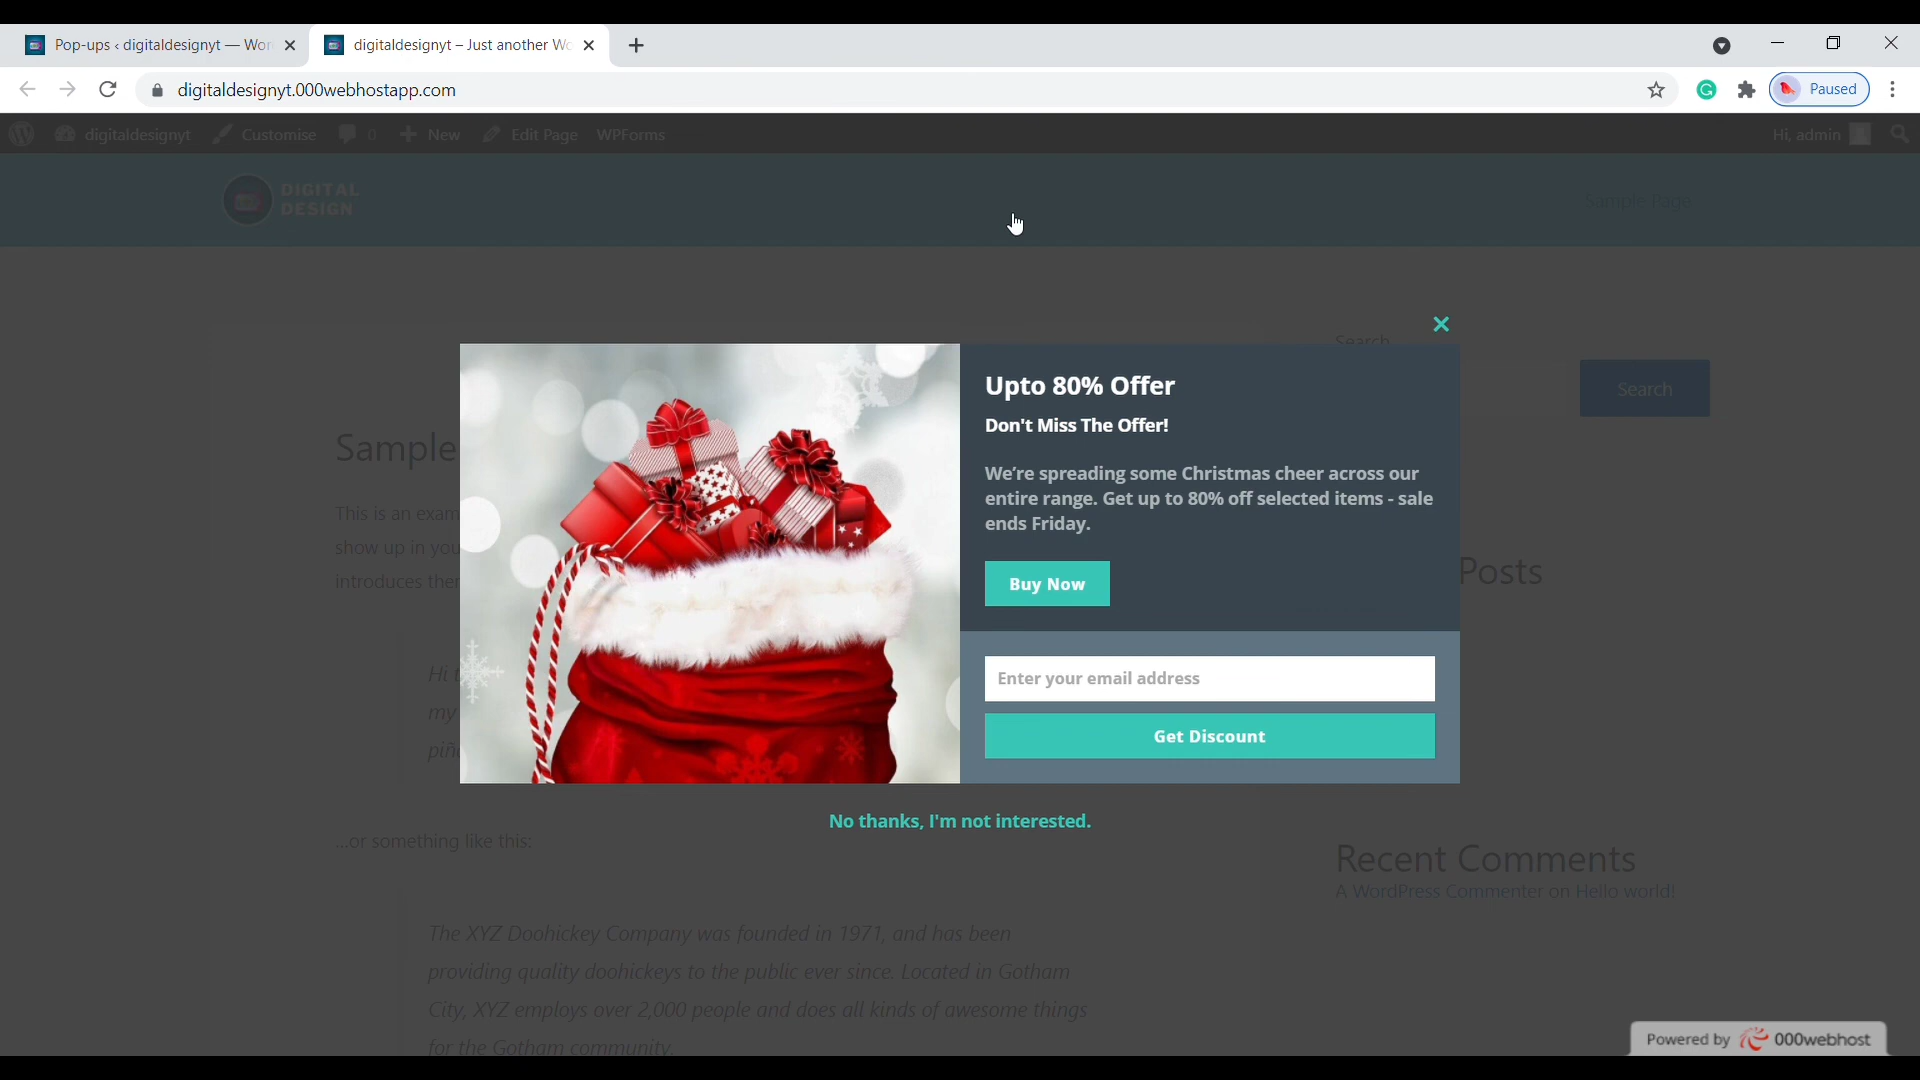 Pop-ups ‹ digitaldesignyt — Wor
digitaldesignyt – Just another Wo
digitaldesignyt.000webhostapp.com
Paused
digitaldesignyt
Customise
0
New
Edit Page
WPForms
Hi, admin
DIGITAL
DESIGN
Sample Page
Search
Search
Upto 80% Offer
Don't Miss The Offer!
We’re spreading some Christmas cheer across our
entire range. Get up to 80% off selected items - sale
ends Friday.
Buy Now
Enter your email address
Get Discount
No thanks, I'm not interested.
Sample
This is an exam
show up in you
introduces ther
Hi t
my
piña
...or something like this:
The XYZ Doohickey Company was founded in 1971, and has been
providing quality doohickeys to the public ever since. Located in Gotham
City, XYZ employs over 2,000 people and does all kinds of awesome things
for the Gotham community.
Posts
Recent Comments
A WordPress Commenter on Hello world!
Powered by 000webhost